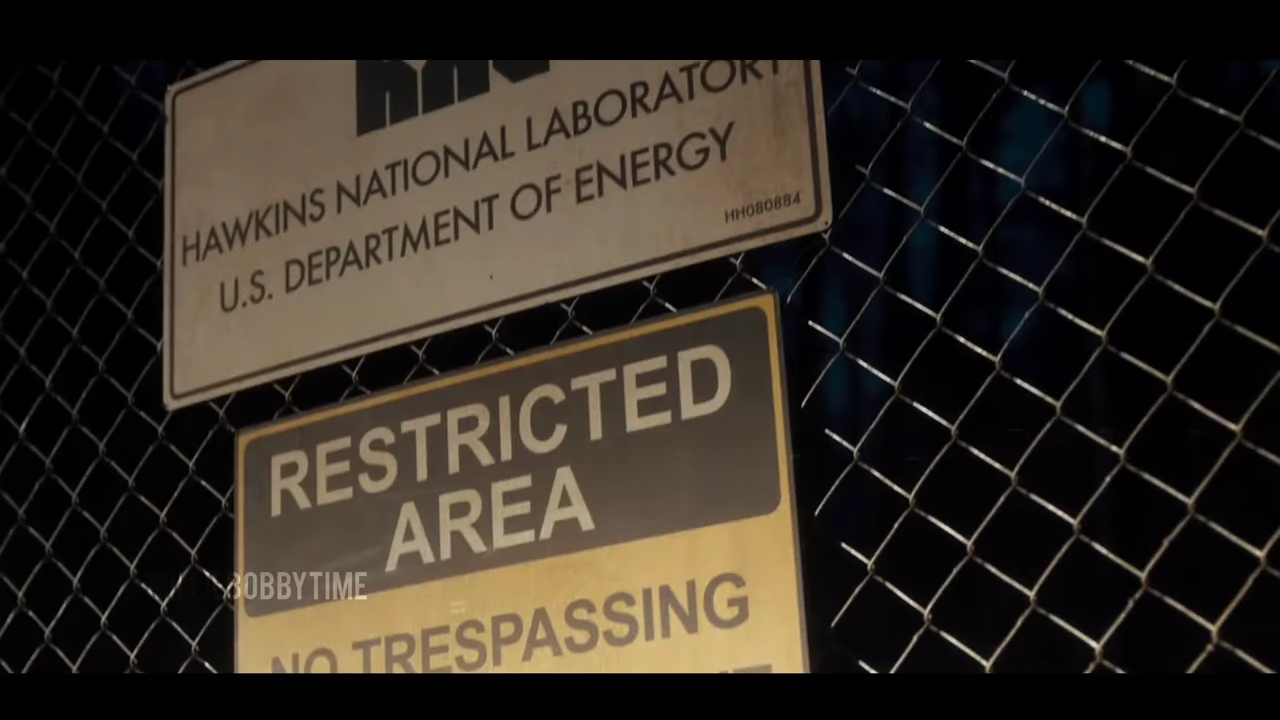 HAWKINS NATIONAL LABORATORY
U.S. DEPARTMENT OF ENERGY
HH080884
RESTRICTED
AREA
NO TRESPASSING
BOBBYTIME